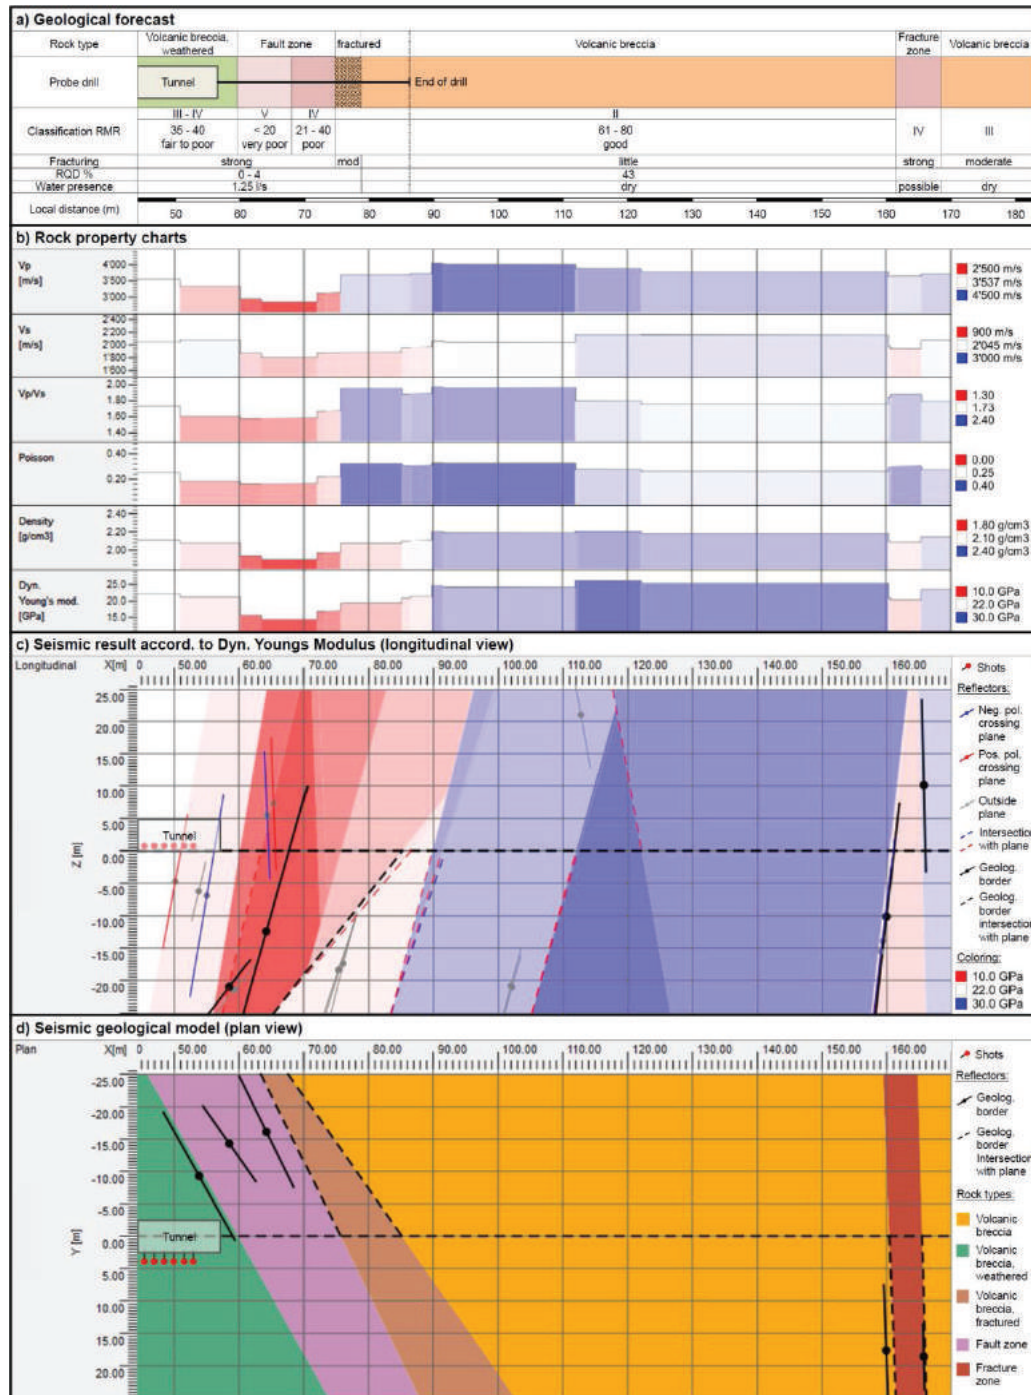 a) Geological forecast
Rock type
Volcanic breccia, weathered
Fault zone
fractured
Volcanic breccia
Fracture zone
Volcanic breccia
Probe drill
Tunnel
End of drill
Classification RMR
III - IV
35 - 40
fair to poor
V
< 20
very poor
IV
21 - 40
poor
II
61 - 80
good
IV
III
Fracturing
strong
mod
little
strong
moderate
RQD %
0 - 4
43
Water presence
1.25 l/s
dry
possible
dry
Local distance (m)
50 60 70 80 90 100 110 120 130 140 150 160 170 180
b) Rock property charts
Vp
[m/s]
4'000
3'500
3'000
2'500 m/s
3'537 m/s
4'500 m/s
Vs
[m/s]
2'400
2'200
2'000
1'800
1'600
900 m/s
2'045 m/s
3'000 m/s
Vp/Vs
2.00
1.80
1.60
1.40
1.30
1.73
2.40
Poisson
0.40
0.20
0.00
0.25
0.40
Density
[g/cm3]
2.40
2.20
2.00
1.80 g/cm3
2.10 g/cm3
2.40 g/cm3
Dyn.
Young's mod.
[GPa]
25.0
20.0
15.0
10.0 GPa
22.0 GPa
30.0 GPa
c) Seismic result accord. to Dyn. Youngs Modulus (longitudinal view)
Longitudinal
X[m]
0 50.00 60.00 70.00 80.00 90.00 100.00 110.00 120.00 130.00 140.00 150.00 160.00
25.00
20.00
15.00
10.00
5.00
0.00
-5.00
-10.00
-15.00
-20.00
Z [m]
Tunnel
Shots
Reflectors:
Neg. pol.
crossing
plane
Pos. pol.
crossing
plane
Outside
plane
Intersection
with plane
Geolog.
border
Geolog.
border
intersection
with plane
Coloring:
10.0 GPa
22.0 GPa
30.0 GPa
d) Seismic geological model (plan view)
Plan
X[m]
0 50.00 60.00 70.00 80.00 90.00 100.00 110.00 120.00 130.00 140.00 150.00 160.00
-25.00
-20.00
-15.00
-10.00
-5.00
0.00
5.00
10.00
15.00
20.00
Y [m]
Tunnel
Shots
Reflectors:
Geolog.
border
Geolog.
border
Intersection
with plane
Rock types:
Volcanic
breccia
Volcanic
breccia,
weathered
Volcanic
breccia,
fractured
Fault zone
Fracture
zone